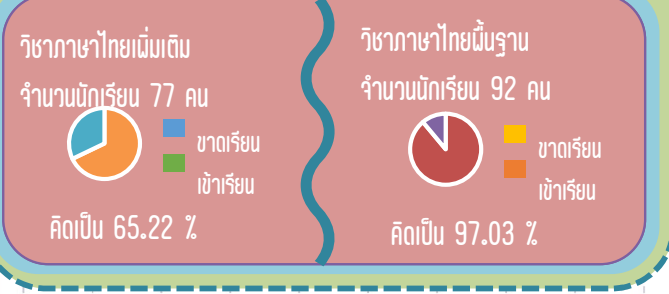 วิชาภาษาไทยเพิ่มเติม
จำนวนนักเรียน 77 คน
ขาดเรียน
เข้าเรียน
คิดเป็น 65.22 %
วิชาภาษาไทยพื้นฐาน
จำนวนนักเรียน 92 คน
ขาดเรียน
เข้าเรียน
คิดเป็น 97.03 %